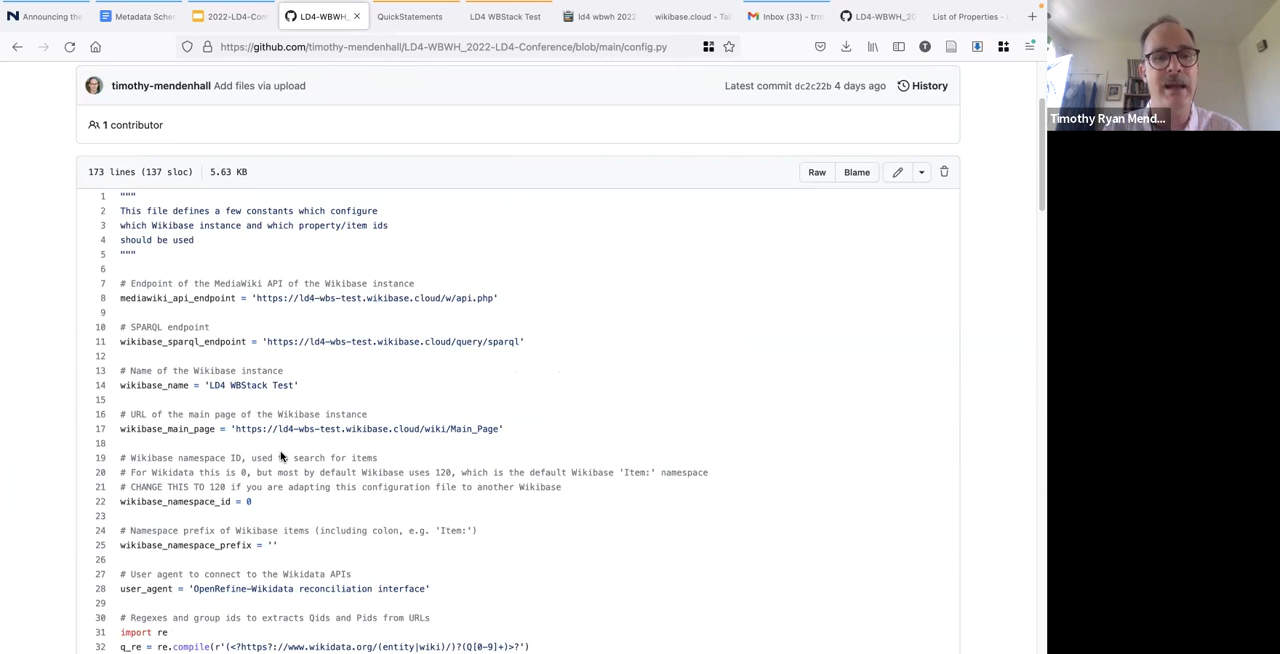 Announcing the
Metadata Sche
2022-LD4-Conf
LD4-WBWH_
QuickStatements
LD4 WBStack Test
ld4 wbwh 2022
wikibase.cloud - Ta
Inbox (33) - trm
LD4-WBWH_20
List of Properties - L
https://github.com/timothy-mendenhall/LD4-WBWH_2022-LD4-Conference/blob/main/config.py
timothy-mendenhall Add files via upload
Latest commit dc2c22b 4 days ago History
1 contributor
173 lines (137 sloc) 5.63 KB
Raw Blame
1 """
2 This file defines a few constants which configure
3 which Wikibase instance and which property/item ids
4 should be used
5 """
6
7 # Endpoint of the MediaWiki API of the Wikibase instance
8 mediawiki_api_endpoint = 'https://ld4-wbs-test.wikibase.cloud/w/api.php'
9
10 # SPARQL endpoint
11 wikibase_sparql_endpoint = 'https://ld4-wbs-test.wikibase.cloud/query/sparql'
12
13 # Name of the Wikibase instance
14 wikibase_name = 'LD4 WBStack Test'
15
16 # URL of the main page of the Wikibase instance
17 wikibase_main_page = 'https://ld4-wbs-test.wikibase.cloud/wiki/Main_Page'
18
19 # Wikibase namespace ID, used to search for items
20 # For Wikidata this is 0, but most by default Wikibase uses 120, which is the default Wikibase 'Item:' namespace
21 # CHANGE THIS TO 120 if you are adapting this configuration file to another Wikibase
22 wikibase_namespace_id = 0
23
24 # Namespace prefix of Wikibase items (including colon, e.g. 'Item:')
25 wikibase_namespace_prefix = ''
26
27 # User agent to connect to the Wikidata APIs
28 user_agent = 'OpenRefine-Wikidata reconciliation interface'
29
30 # Regexes and group ids to extracts Qids and Pids from URLs
31 import re
32 q_re = re.compile(r'(<?https?://www.wikidata.org/(entity|wiki)/)?(Q[0-9]+)>?')
Timothy Ryan Mend...